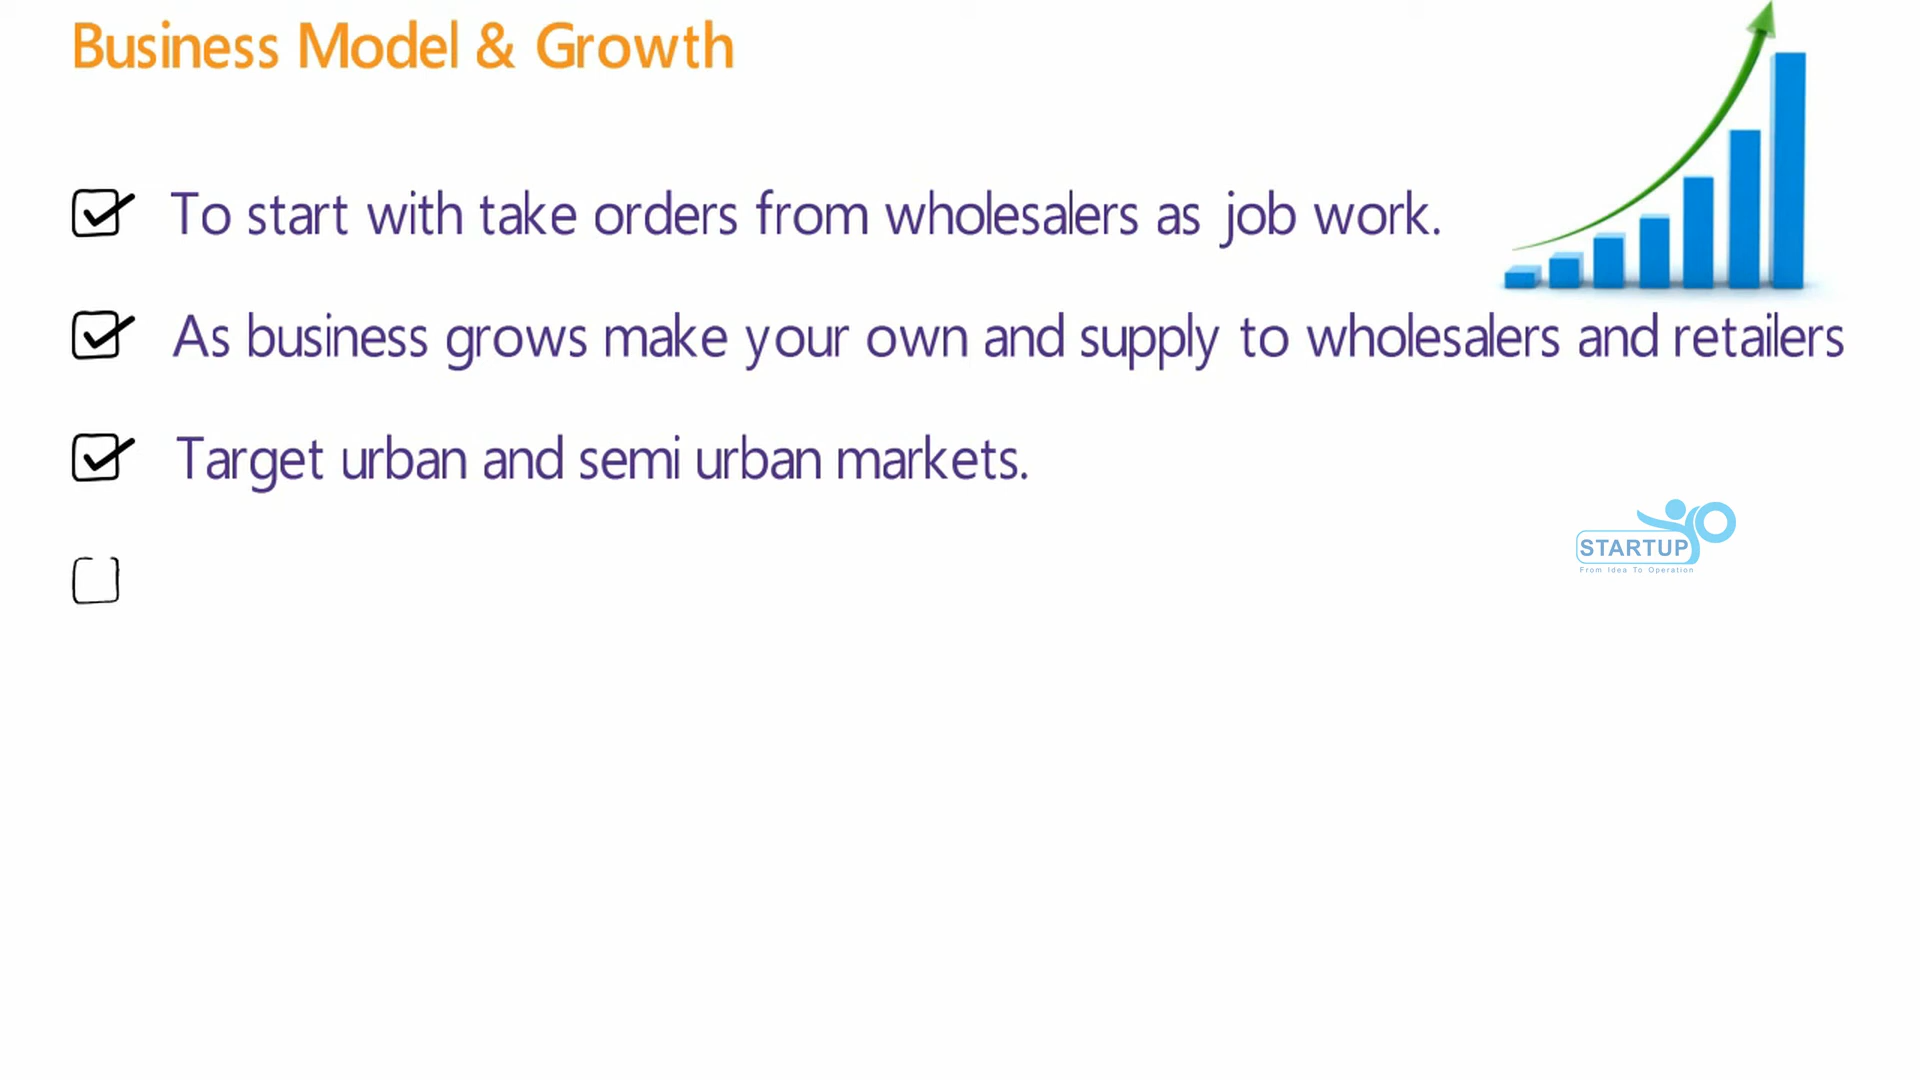 Business Model & Growth
To start with take orders from wholesalers as job work.
As business grows make your own and supply to wholesalers and retailers
Target urban and semi urban markets.
STARTUP
From Idea To Operation